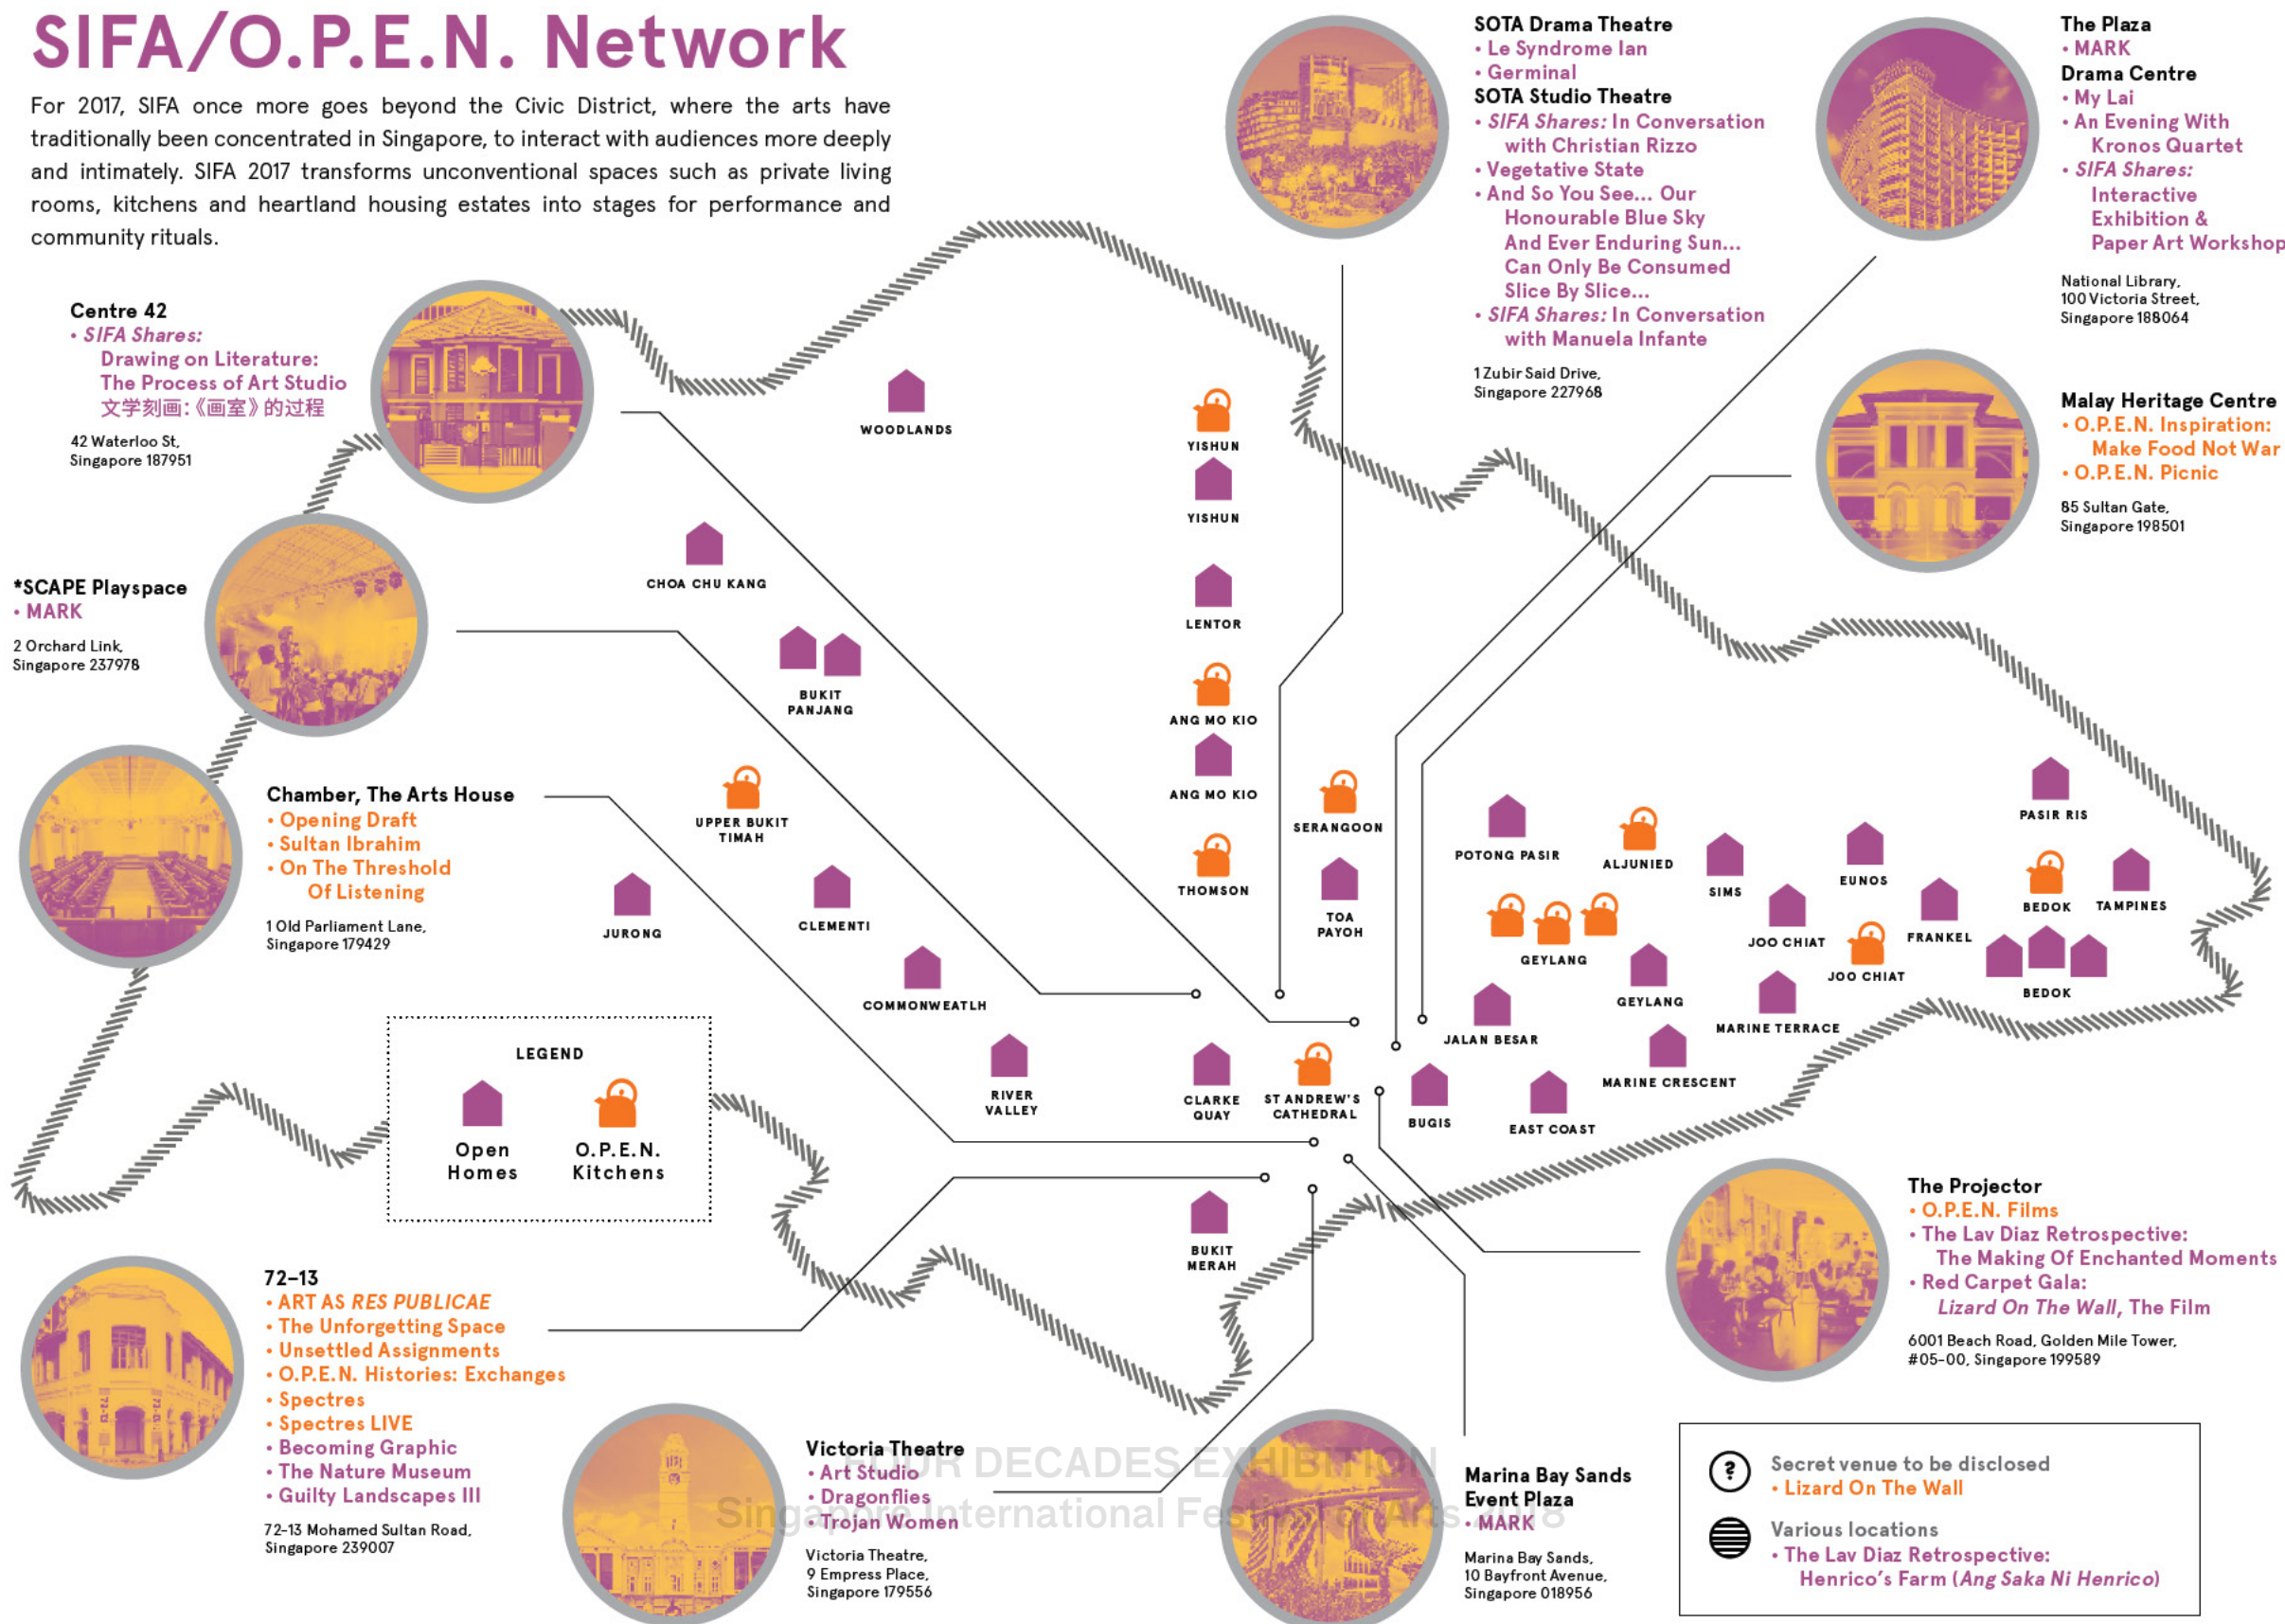 SIFA/O.P.E.N. Network
For 2017, SIFA once more goes beyond the Civic District, where the arts have
traditionally been concentrated in Singapore, to interact with audiences more deeply
and intimately. SIFA 2017 transforms unconventional spaces such as private living
rooms, kitchens and heartland housing estates into stages for performance and
community rituals.
SOTA Drama Theatre
• Le Syndrome Ian
• Germinal
SOTA Studio Theatre
• SIFA Shares: In Conversation
with Christian Rizzo
• Vegetative State
• And So You See... Our
Honourable Blue Sky
And Ever Enduring Sun...
Can Only Be Consumed
Slice By Slice...
• SIFA Shares: In Conversation
with Manuela Infante
1 Zubir Said Drive,
Singapore 227968
The Plaza
• MARK
Drama Centre
• My Lai
• An Evening With
Kronos Quartet
• SIFA Shares:
Interactive
Exhibition &
Paper Art Workshop
National Library,
100 Victoria Street,
Singapore 188064
Centre 42
• SIFA Shares:
Drawing on Literature:
The Process of Art Studio
文学刻画:《画室》的过程
42 Waterloo St,
Singapore 187951
Malay Heritage Centre
• O.P.E.N. Inspiration:
Make Food Not War
• O.P.E.N. Picnic
85 Sultan Gate,
Singapore 198501
*SCAPE Playspace
• MARK
2 Orchard Link,
Singapore 237978
Chamber, The Arts House
• Opening Draft
• Sultan Ibrahim
• On The Threshold
Of Listening
1 Old Parliament Lane,
Singapore 179429
WOODLANDS
YISHUN
YISHUN
CHOA CHU KANG
LENTOR
BUKIT
PANJANG
ANG MO KIO
ANG MO KIO
UPPER BUKIT
TIMAH
SERANGOON
THOMSON
TOA
PAYOH
JURONG
CLEMENTI
COMMONWEATLH
POTONG PASIR
ALJUNIED
SIMS
EUNOS
PASIR RIS
BEDOK
TAMPINES
JOO CHIAT
FRANKEL
JOO CHIAT
GEYLANG
GEYLANG
BEDOK
MARINE TERRACE
JALAN BESAR
MARINE CRESCENT
RIVER
VALLEY
CLARKE
QUAY
ST ANDREW'S
CATHEDRAL
BUGIS
EAST COAST
BUKIT
MERAH
LEGEND
Open
Homes
O.P.E.N.
Kitchens
72–13
• ART AS RES PUBLICAE
• The Unforgetting Space
• Unsettled Assignments
• O.P.E.N. Histories: Exchanges
• Spectres
• Spectres LIVE
• Becoming Graphic
• The Nature Museum
• Guilty Landscapes III
72-13 Mohamed Sultan Road,
Singapore 239007
Victoria Theatre
• Art Studio
• Dragonflies
• Trojan Women
Victoria Theatre,
9 Empress Place,
Singapore 179556
Marina Bay Sands
Event Plaza
• MARK
Marina Bay Sands,
10 Bayfront Avenue,
Singapore 018956
The Projector
• O.P.E.N. Films
• The Lav Diaz Retrospective:
The Making Of Enchanted Moments
• Red Carpet Gala:
Lizard On The Wall, The Film
6001 Beach Road, Golden Mile Tower,
#05-00, Singapore 199589
?
Secret venue to be disclosed
• Lizard On The Wall
Various locations
• The Lav Diaz Retrospective:
Henrico's Farm (Ang Saka Ni Henrico)
FOUR DECADES EXHIBITION
Singapore International Festival of Arts 2018